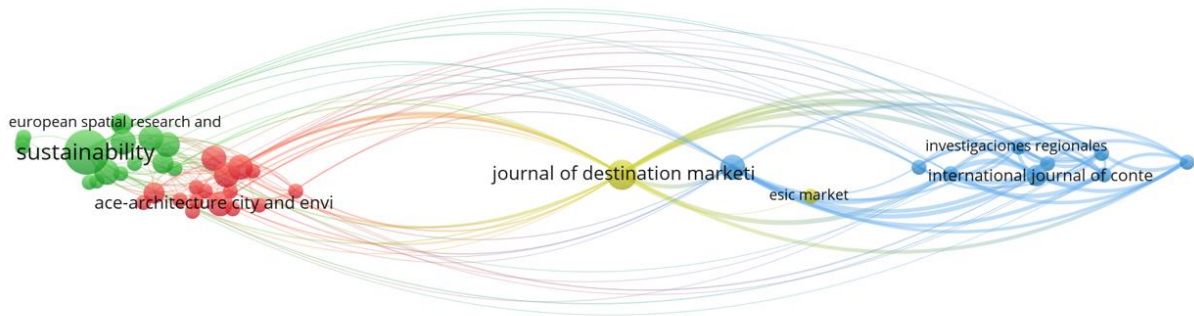 european spatial research and
sustainability
ace-architecture city and envi
journal of destination marketi
esic market
investigaciones regionales
international journal of conte